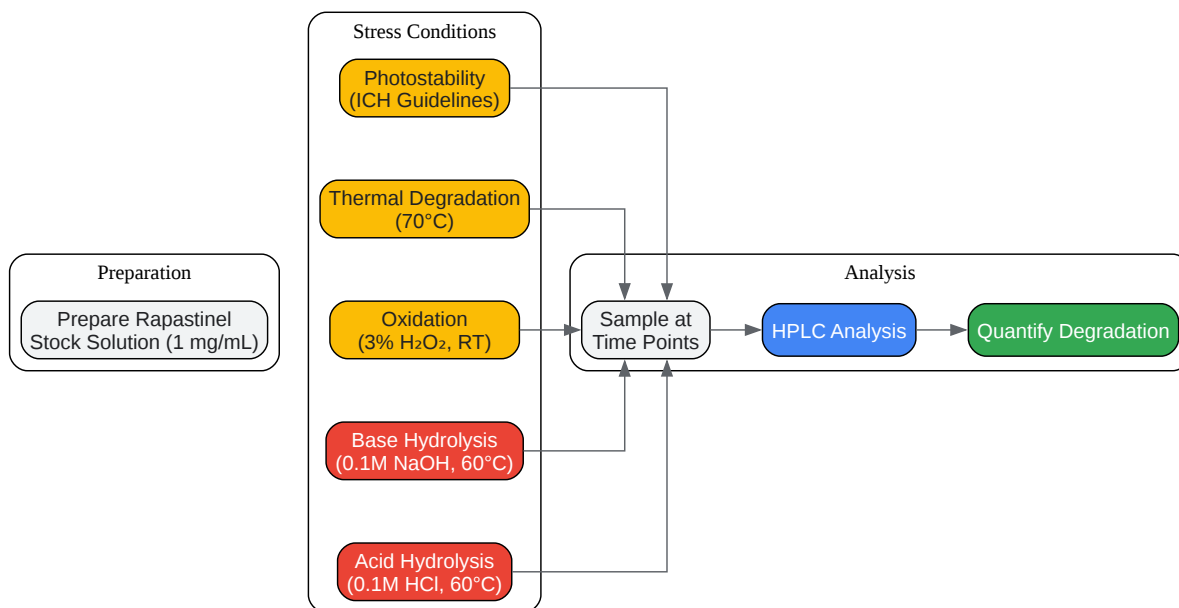 Stress Conditions
Photostability
(ICH Guidelines)
Thermal Degradation
(70°C)
Preparation
Prepare Rapastinel
Stock Solution (1 mg/mL)
Oxidation
(3% H₂O₂, RT)
Analysis
Sample at
Time Points
HPLC Analysis
Quantify Degradation
Base Hydrolysis
(0.1M NaOH, 60°C)
Acid Hydrolysis
(0.1M HCl, 60°C)